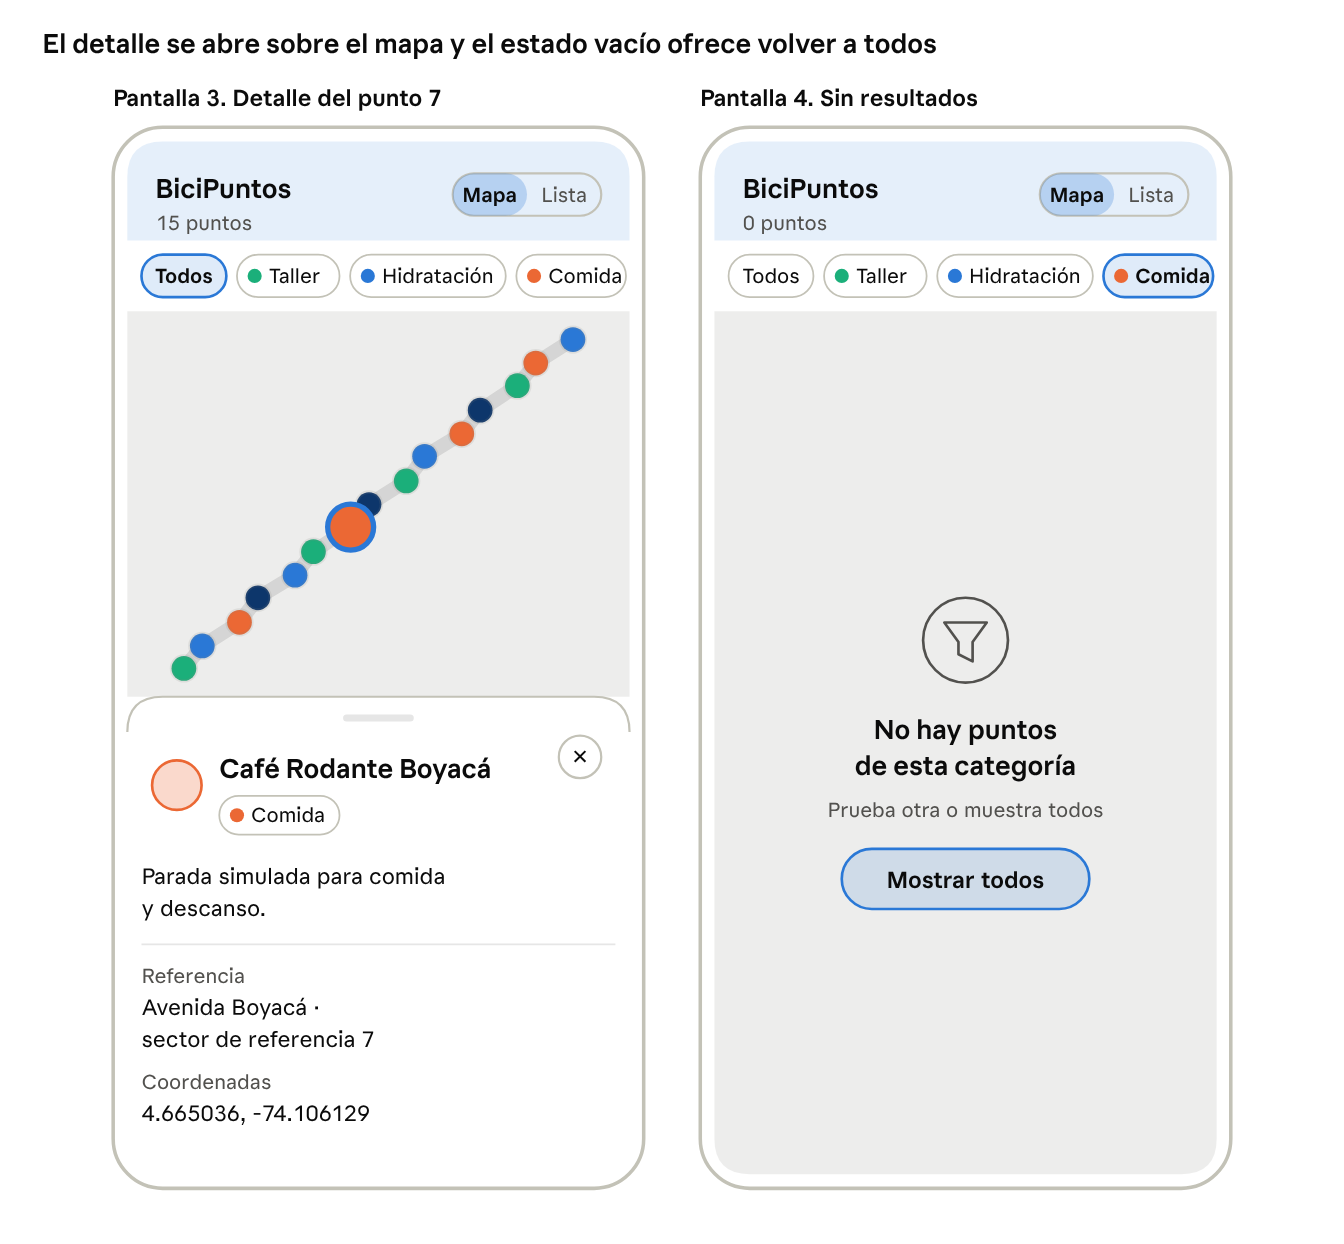 El detalle se abre sobre el mapa y el estado vacío ofrece volver a todos
Pantalla 3. Detalle del punto 7
BiciPuntos
15 puntos
Mapa
Lista
Todos
Taller
Hidratación
Comida
Café Rodante Boyacá
Comida
Parada simulada para comida
y descanso.
Referencia
Avenida Boyacá ·
sector de referencia 7
Coordenadas
4.665036, -74.106129
Pantalla 4. Sin resultados
BiciPuntos
0 puntos
Mapa
Lista
Todos
Taller
Hidratación
Comida
No hay puntos
de esta categoría
Prueba otra o muestra todos
Mostrar todos